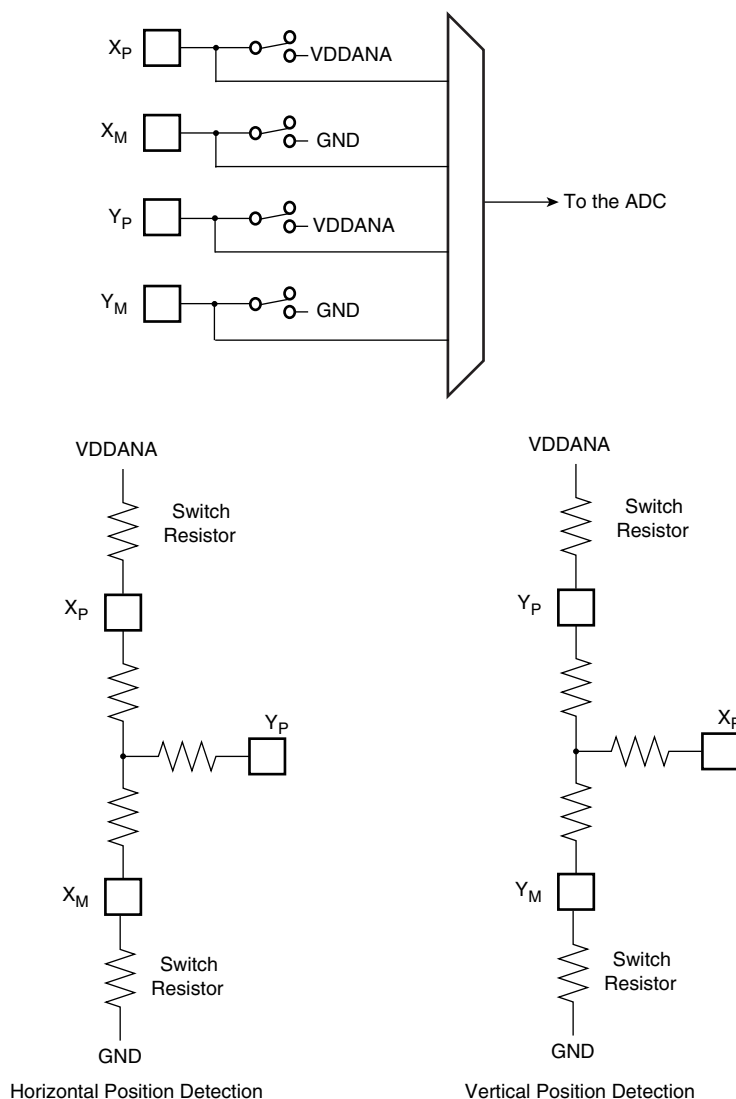 XP
VDDANA
XM
GND
YP
VDDANA
YM
GND
To the ADC
VDDANA
Switch
Resistor
XP
YP
XM
Switch
Resistor
GND
Horizontal Position Detection
VDDANA
Switch
Resistor
YP
XP
YM
Switch
Resistor
GND
Vertical Position Detection